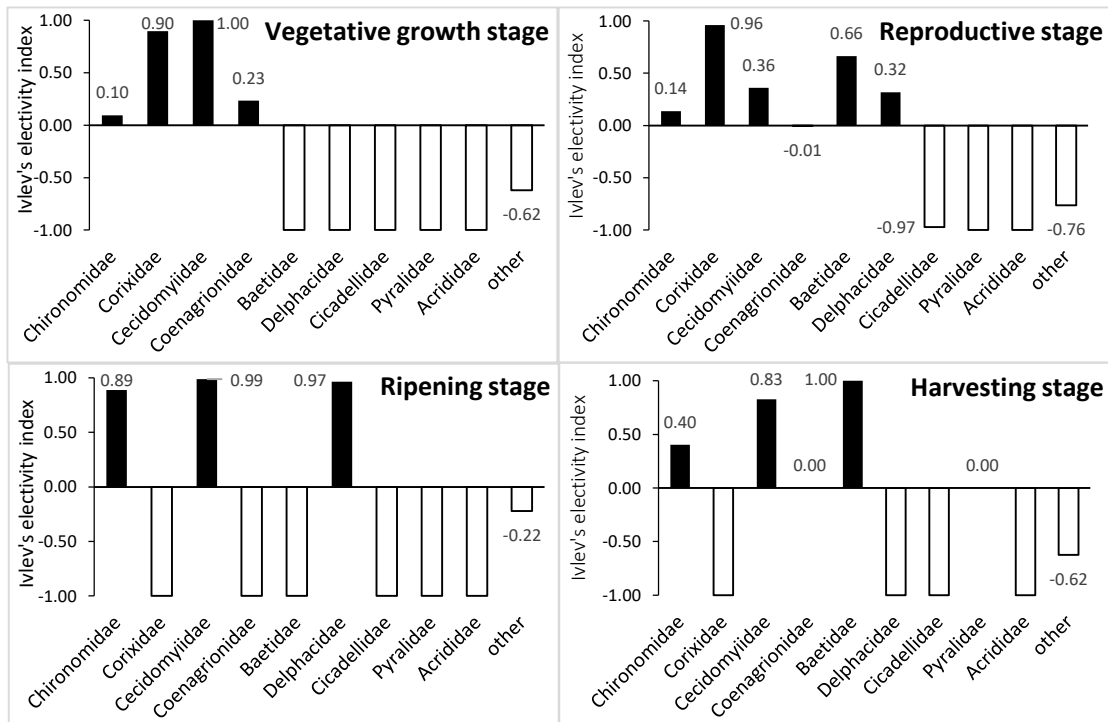 Vegetative growth stage
Ivlev's electivity index
1.00
0.50
0.00
-0.50
-1.00
0.10
0.90
1.00
0.23
-0.62
Chironomidae
Corixidae
Cecidomyiidae
Coenagrionidae
Baetidae
Delphacidae
Cicadellidae
Pyralidae
Acrididae
other
Reproductive stage
Ivlev's electivity index
1.00
0.50
0.00
-0.50
-1.00
0.14
0.96
0.36
-0.01
0.66
0.32
-0.97
-0.76
Chironomidae
Corixidae
Cecidomyiidae
Coenagrionidae
Baetidae
Delphacidae
Cicadellidae
Pyralidae
Acrididae
other
Ripening stage
Ivlev's electivity index
1.00
0.50
0.00
-0.50
-1.00
0.89
0.99
0.97
-0.22
Chironomidae
Corixidae
Cecidomyiidae
Coenagrionidae
Baetidae
Delphacidae
Cicadellidae
Pyralidae
Acrididae
other
Harvesting stage
Ivlev's electivity index
1.00
0.50
0.00
-0.50
-1.00
0.40
0.83
0.00
1.00
0.00
-0.62
Chironomidae
Corixidae
Cecidomyiidae
Coenagrionidae
Baetidae
Delphacidae
Cicadellidae
Pyralidae
Acrididae
other